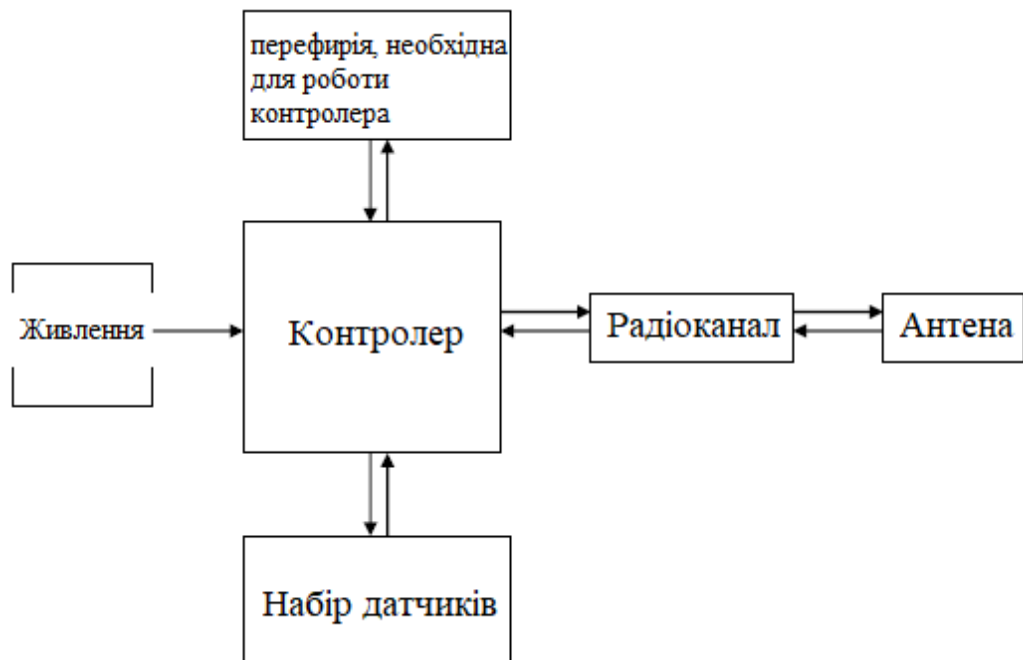 перефирія, необхідна
для роботи
контролера
Живлення
Контролер
Радіоканал
Антена
Набір датчиків